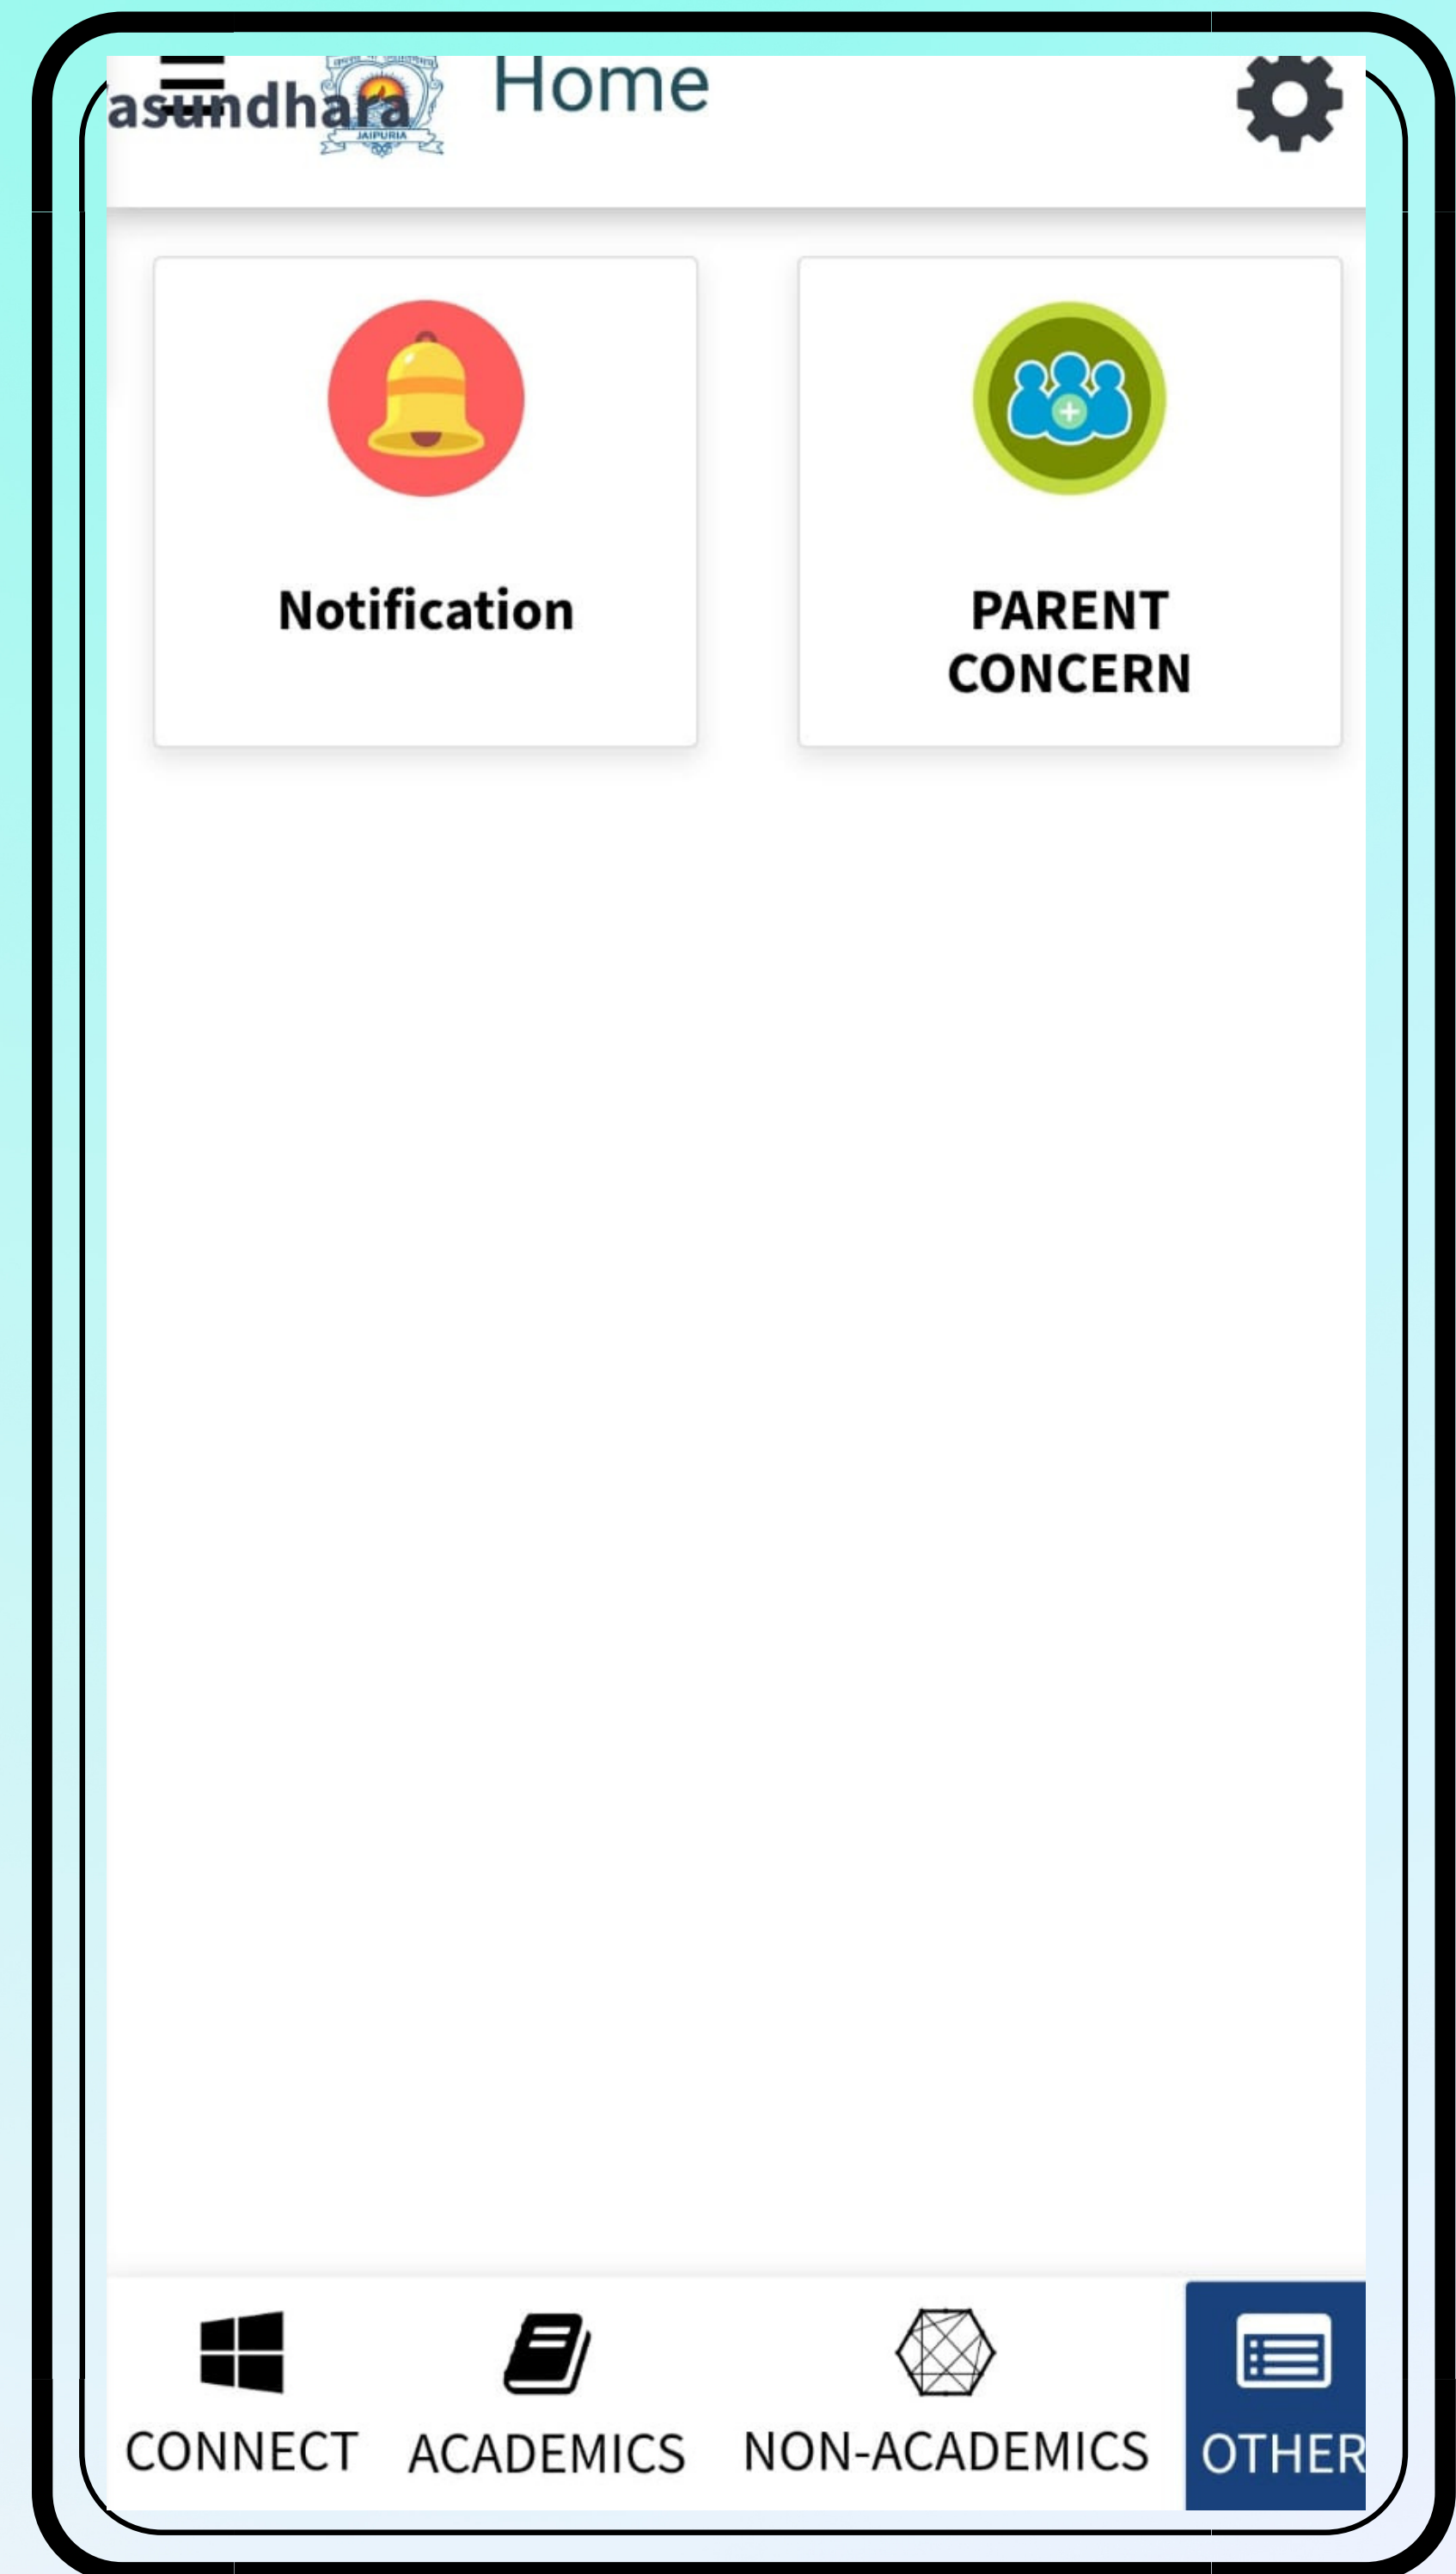 Home
asundhara
JAIPURIA
Notification
PARENT
CONCERN
CONNECT
ACADEMICS
NON-ACADEMICS
OTHER